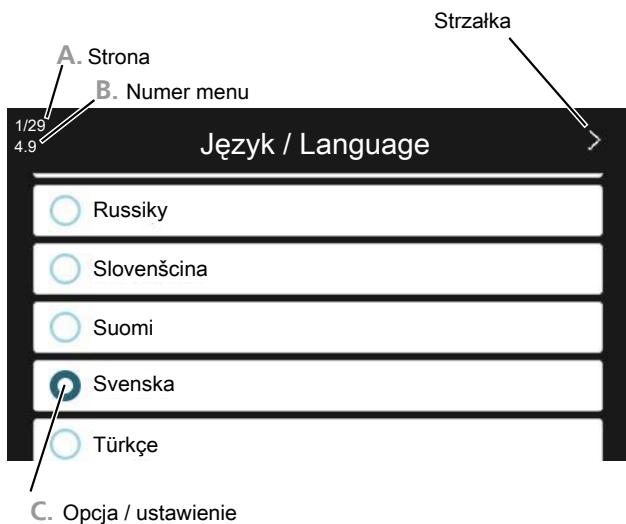 Strzałka
A. Strona
B. Numer menu
1/29
4.9
Język / Language
Russiky
Slovenšcina
Suomi
Svenska
Türkçe
C. Opcja / ustawienie